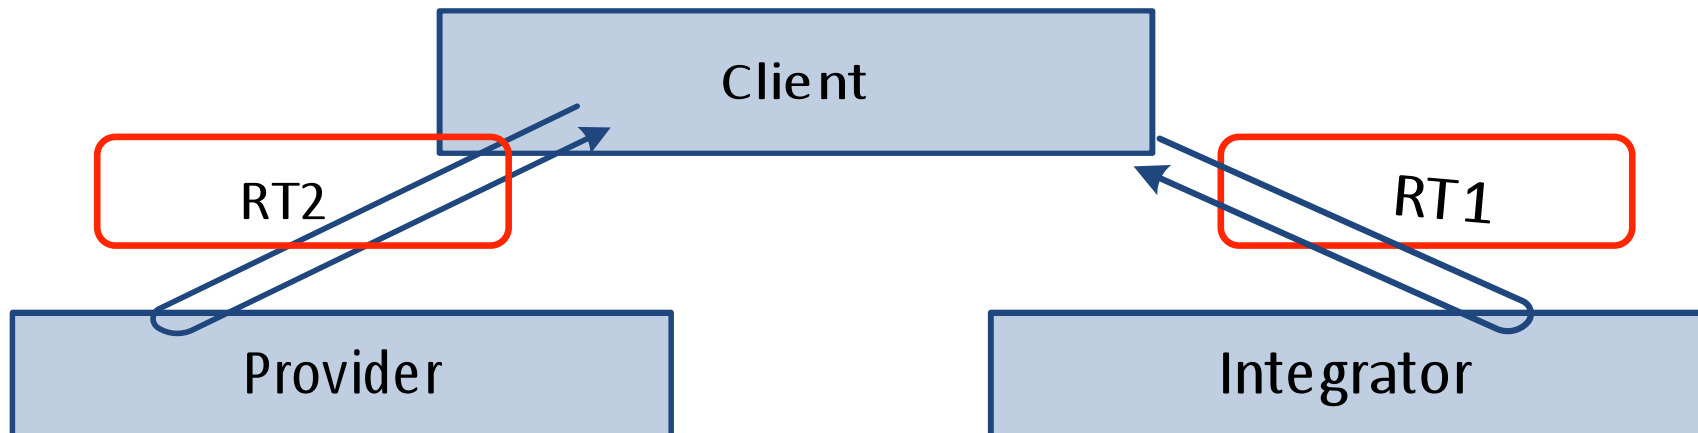 Client
RT2
RT1
Provider
Integrator